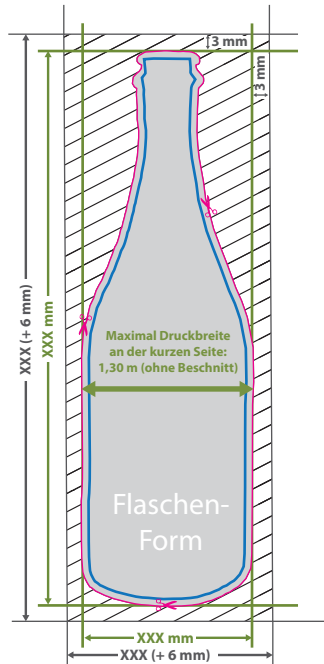 3 mm
3 mm
XXX (+ 6 mm)
XXX mm
Maximal Druckbreite
an der kurzen Seite:
1,30 m (ohne Beschnitt)
Flaschen-
Form
XXX mm
XXX (+ 6 mm)